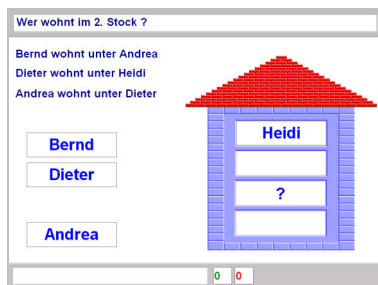 Wer wohnt im 2. Stock ?
Bernd wohnt unter Andrea
Dieter wohnt unter Heidi
Andrea wohnt unter Dieter
Bernd
Dieter
Andrea
Heidi
?
0 0